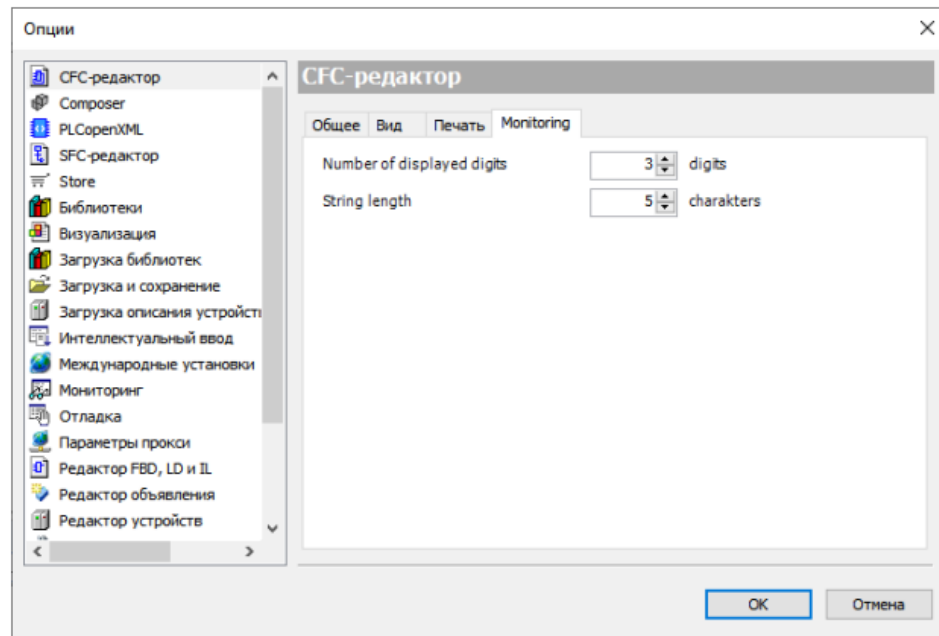 Опции
CFC-редактор
Composer
PLCopenXML
SFC-редактор
Store
Библиотеки
Визуализация
Загрузка библиотек
Загрузка и сохранение
Загрузка описания устройст
Интеллектуальный ввод
Международные установки
Мониторинг
Отладка
Параметры прокси
Редактор FBD, LD и IL
Редактор объявления
Редактор устройств
CFC-редактор
Общее Вид Печать Monitoring
Number of displayed digits 3 digits
String length 5 charakters
OK Отмена